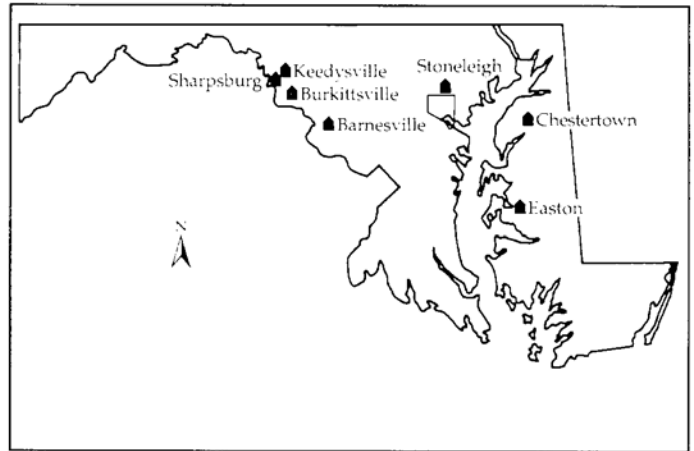 Stoneleigh
Keedysville
Sharpsburg
Burkittsville
Barnesville
Chestertown
Easton
N